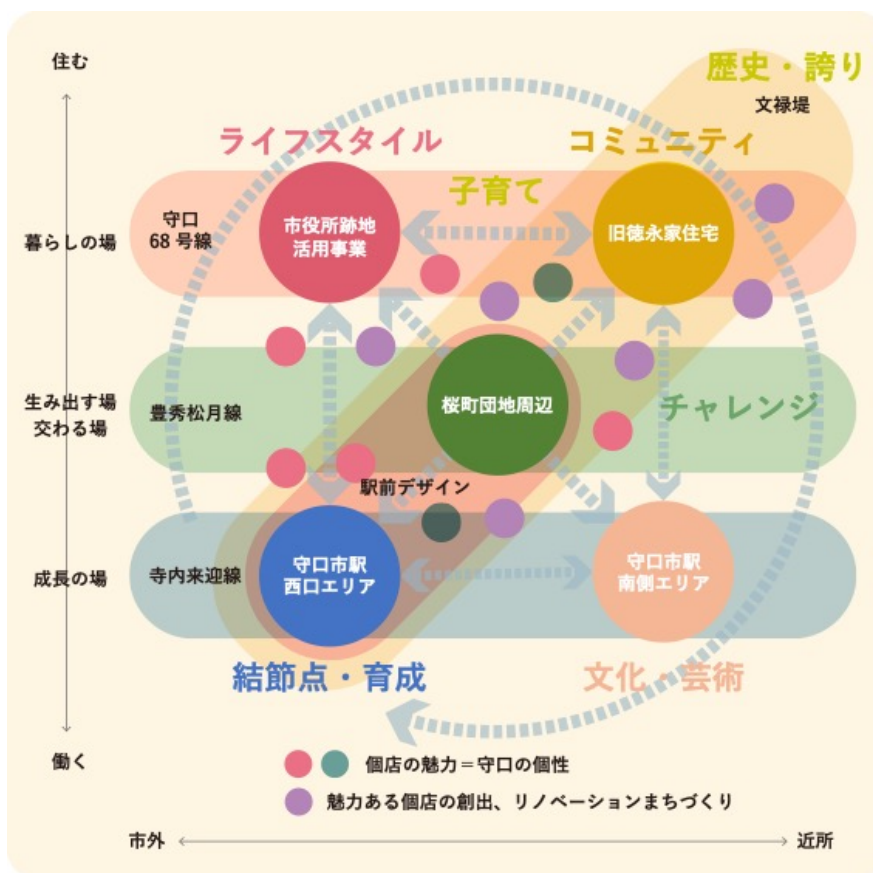 住む
歴史・誇り
文禄堤
ライフスタイル
コミュニティ
子育て
暮らしの場
守口
68 号線
市役所跡地
活用事業
旧徳永家住宅
生み出す場
交わる場
豊秀松月線
桜町団地周辺
チャレンジ
駅前デザイン
成長の場
寺内来迎線
守口市駅
西口エリア
守口市駅
南側エリア
結節点・育成
文化・芸術
働く
個店の魅力＝守口の個性
魅力ある個店の創出、リノベーションまちづくり
市外
近所